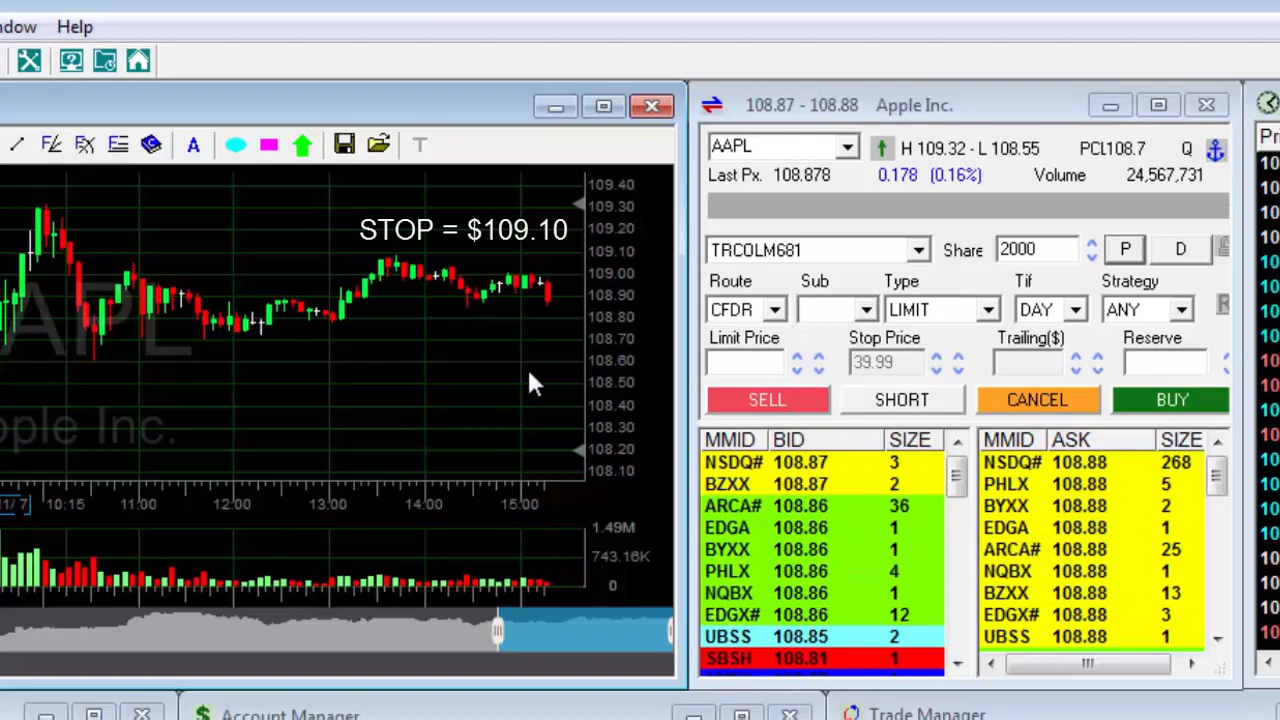 ndow Help
108.87 - 108.88 Apple Inc.
A T
AAPL H 109.32 - L 108.55 PCL108.7 Q
Last Px. 108.878 0.178 (0.16%) Volume 24,567,731
STOP = $109.10
109.40
109.30
109.20
109.10
109.00
108.90
108.80
108.70
108.60
108.50
108.40
108.30
108.20
108.10
APL
ople Inc.
11/ 7 10:15 11:00 12:00 13:00 14:00 15:00
1.49M
743.16K
0
TRCOLM681 Share 2000 P D
Route Sub Type Tif Strategy
CFDR LIMIT DAY ANY
Limit Price Stop Price Trailing($) Reserve
39.99
SELL SHORT CANCEL BUY
MMID BID SIZE
NSDQ# 108.87 3
BZXX 108.87 2
ARCA# 108.86 36
EDGA 108.86 1
BYXX 108.86 1
PHLX 108.86 4
NQBX 108.86 1
EDGX# 108.86 12
UBSS 108.85 2
SBSH 108.81 1
MMID ASK SIZE
NSDQ# 108.88 268
PHLX 108.88 5
BYXX 108.88 2
EDGA 108.88 1
ARCA# 108.88 25
NQBX 108.88 1
BZXX 108.88 13
EDGX# 108.88 3
UBSS 108.88 1
Pri
$ Account Manager
Trade Manager